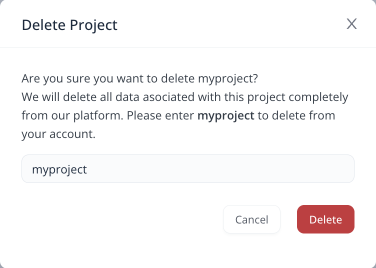 Delete Project
Are you sure you want to delete myproject?
We will delete all data asociated with this project completely
from our platform. Please enter myproject to delete from
your account.
myproject
Cancel
Delete